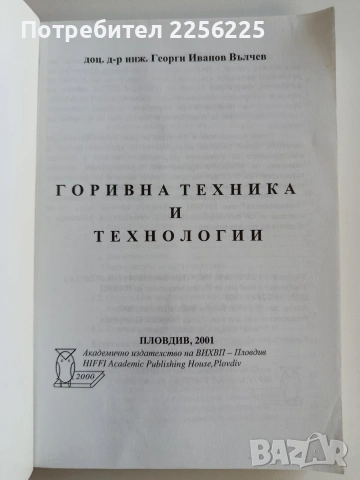 Потребител 2256225
доц. д-р инж. Георги Иванов Вълчев
ГОРИВНА ТЕХНИКА
И
ТЕХНОЛОГИИ
ПЛОВДИВ, 2001
Академично издателство на ВИХВП – Пловдив
HIFFI Academic Publishing House, Plovdiv
2000
BAZAR